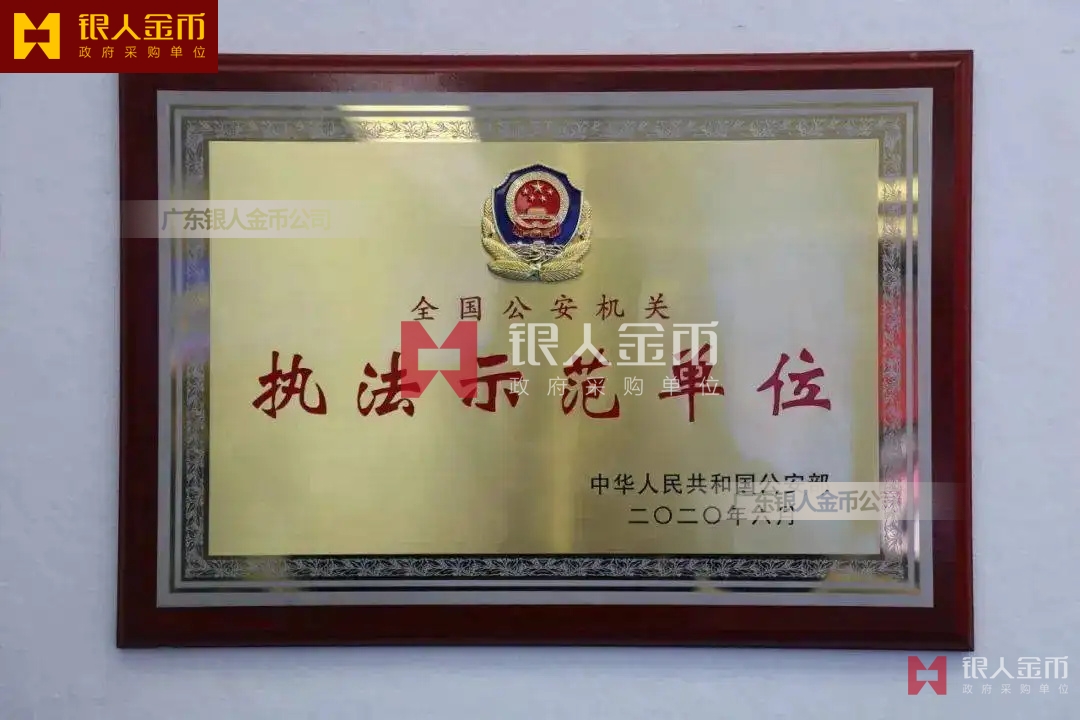 银人金币
政府采购单位
广东银人金币公司
全国公安机关
银人金币
执法示范单位
政府采购单位
中华人民共和国公安部
东银人金币公司
二〇二〇年六月
银人金币
政府采购单位